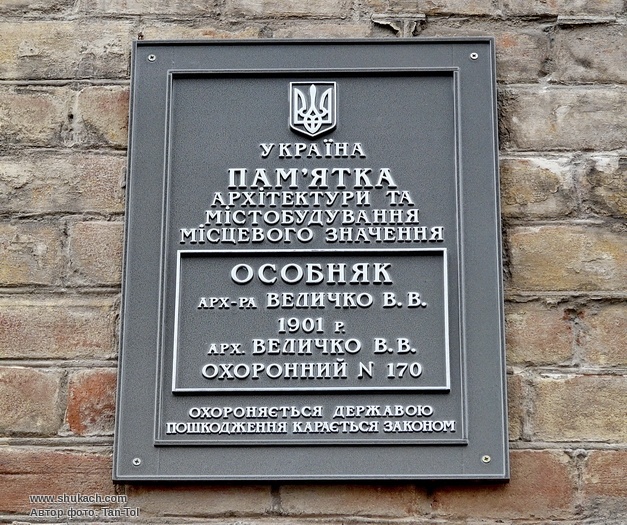 УКРАЇНА
ПАМ'ЯТКА
АРХІТЕКТУРИ ТА
МІСТОБУДУВАННЯ
МІСЦЕВОГО ЗНАЧЕННЯ
ОСОБНЯК
АРХ-РА ВЕЛИЧКО В.В.
1901 Р.
АРХ. ВЕЛИЧКО В.В.
ОХОРОННИЙ N 170
ОХОРОНЯЄТЬСЯ ДЕРЖАВОЮ
ПОШКОДЖЕННЯ КАРАЄТЬСЯ ЗАКОНОМ
www.shukach.com
Автор фото: Tan-Tol